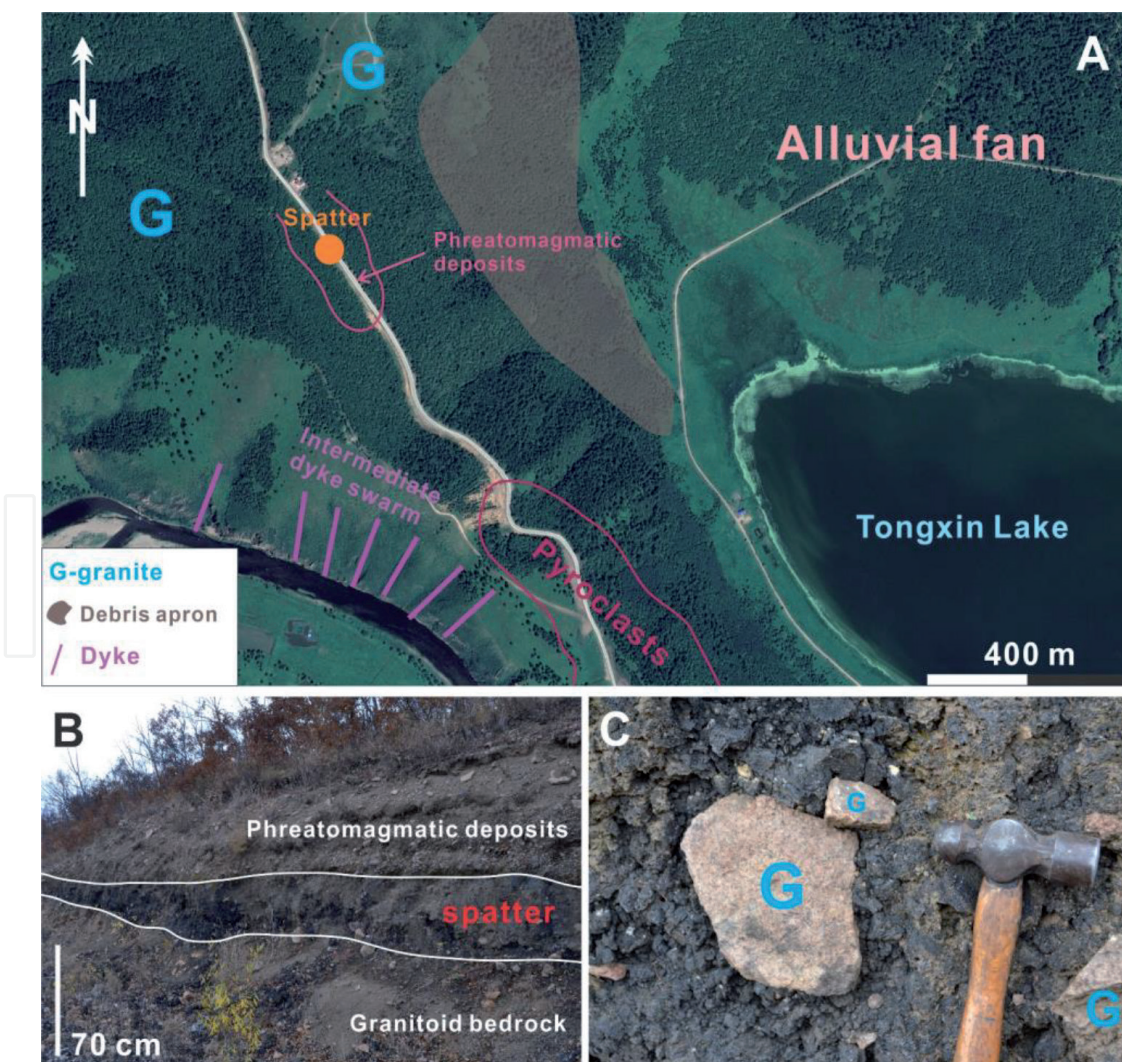 N
G
A
Alluvial fan
G
Spatter
Phreatomagmatic
deposits
Intermediate
dyke swarm
Tongxin Lake
Pyroclasts
G-granite
Debris apron
Dyke
400 m
B
Phreatomagmatic deposits
spatter
Granitoid bedrock
70 cm
C
G
G
G